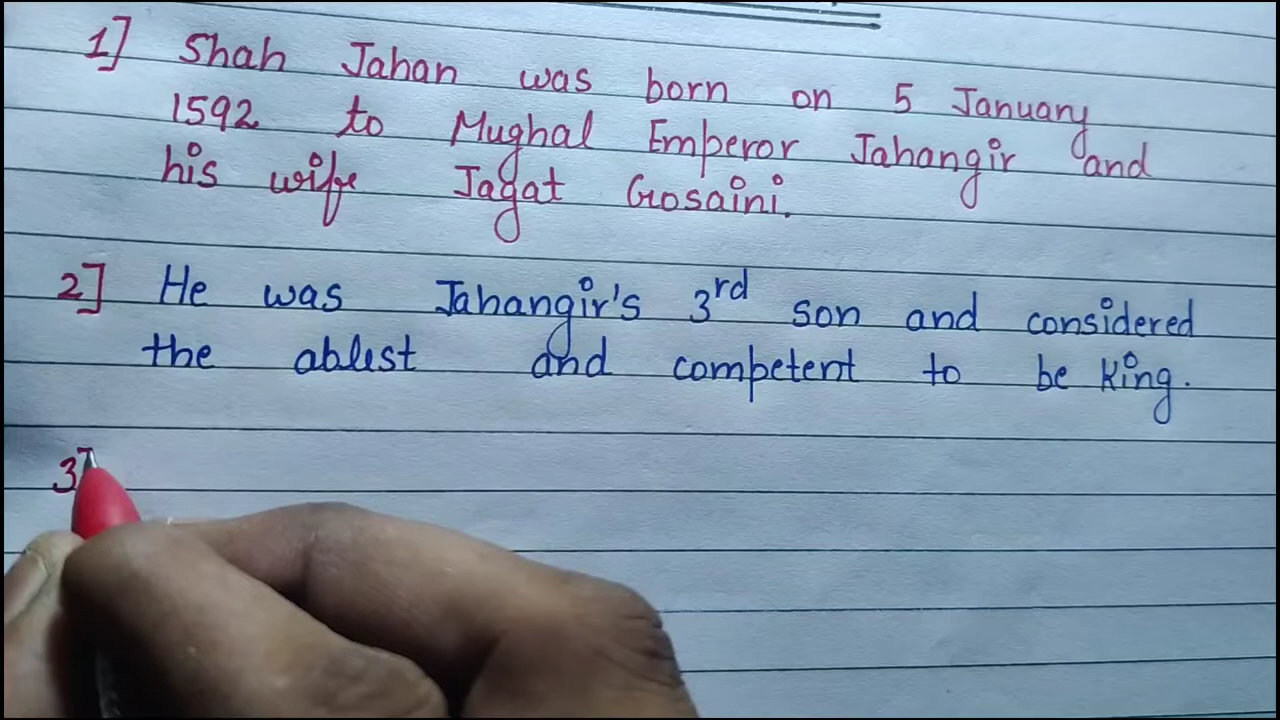 1] Shah Jahan was born on 5 January
1592 to Mughal Emperor Jahangir and
his wife Jagat Gosaini.
2] He was Jahangir's 3rd son and considered
the ablest and competent to be king.
3]